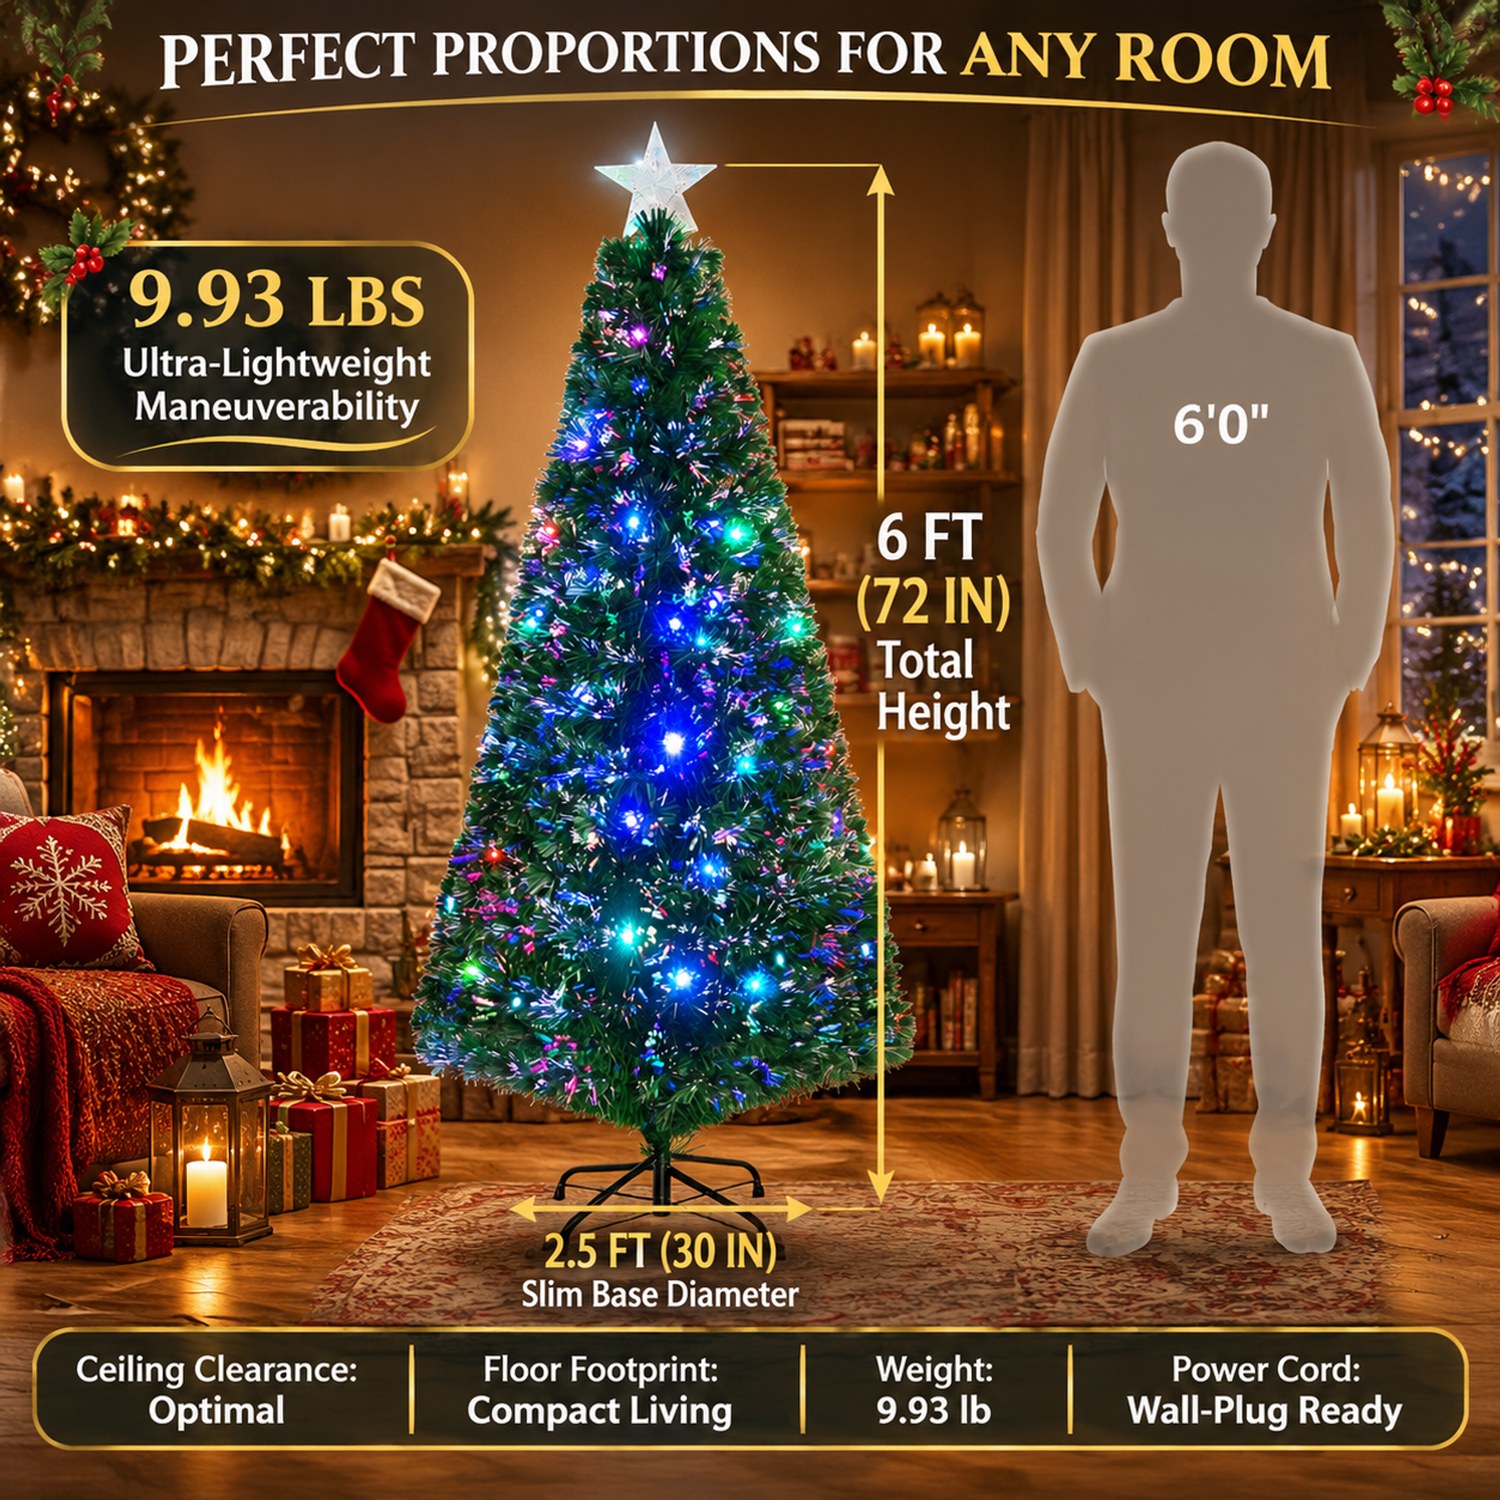 PERFECT PROPORTIONS FOR ANY ROOM
9.93 LBS
Ultra-Lightweight
Maneuverability
6'0"
6 FT
(72 IN)
Total
Height
2.5 FT (30 IN)
Slim Base Diameter
Ceiling Clearance:
Optimal
Floor Footprint:
Compact Living
Weight:
9.93 lb
Power Cord:
Wall-Plug Ready